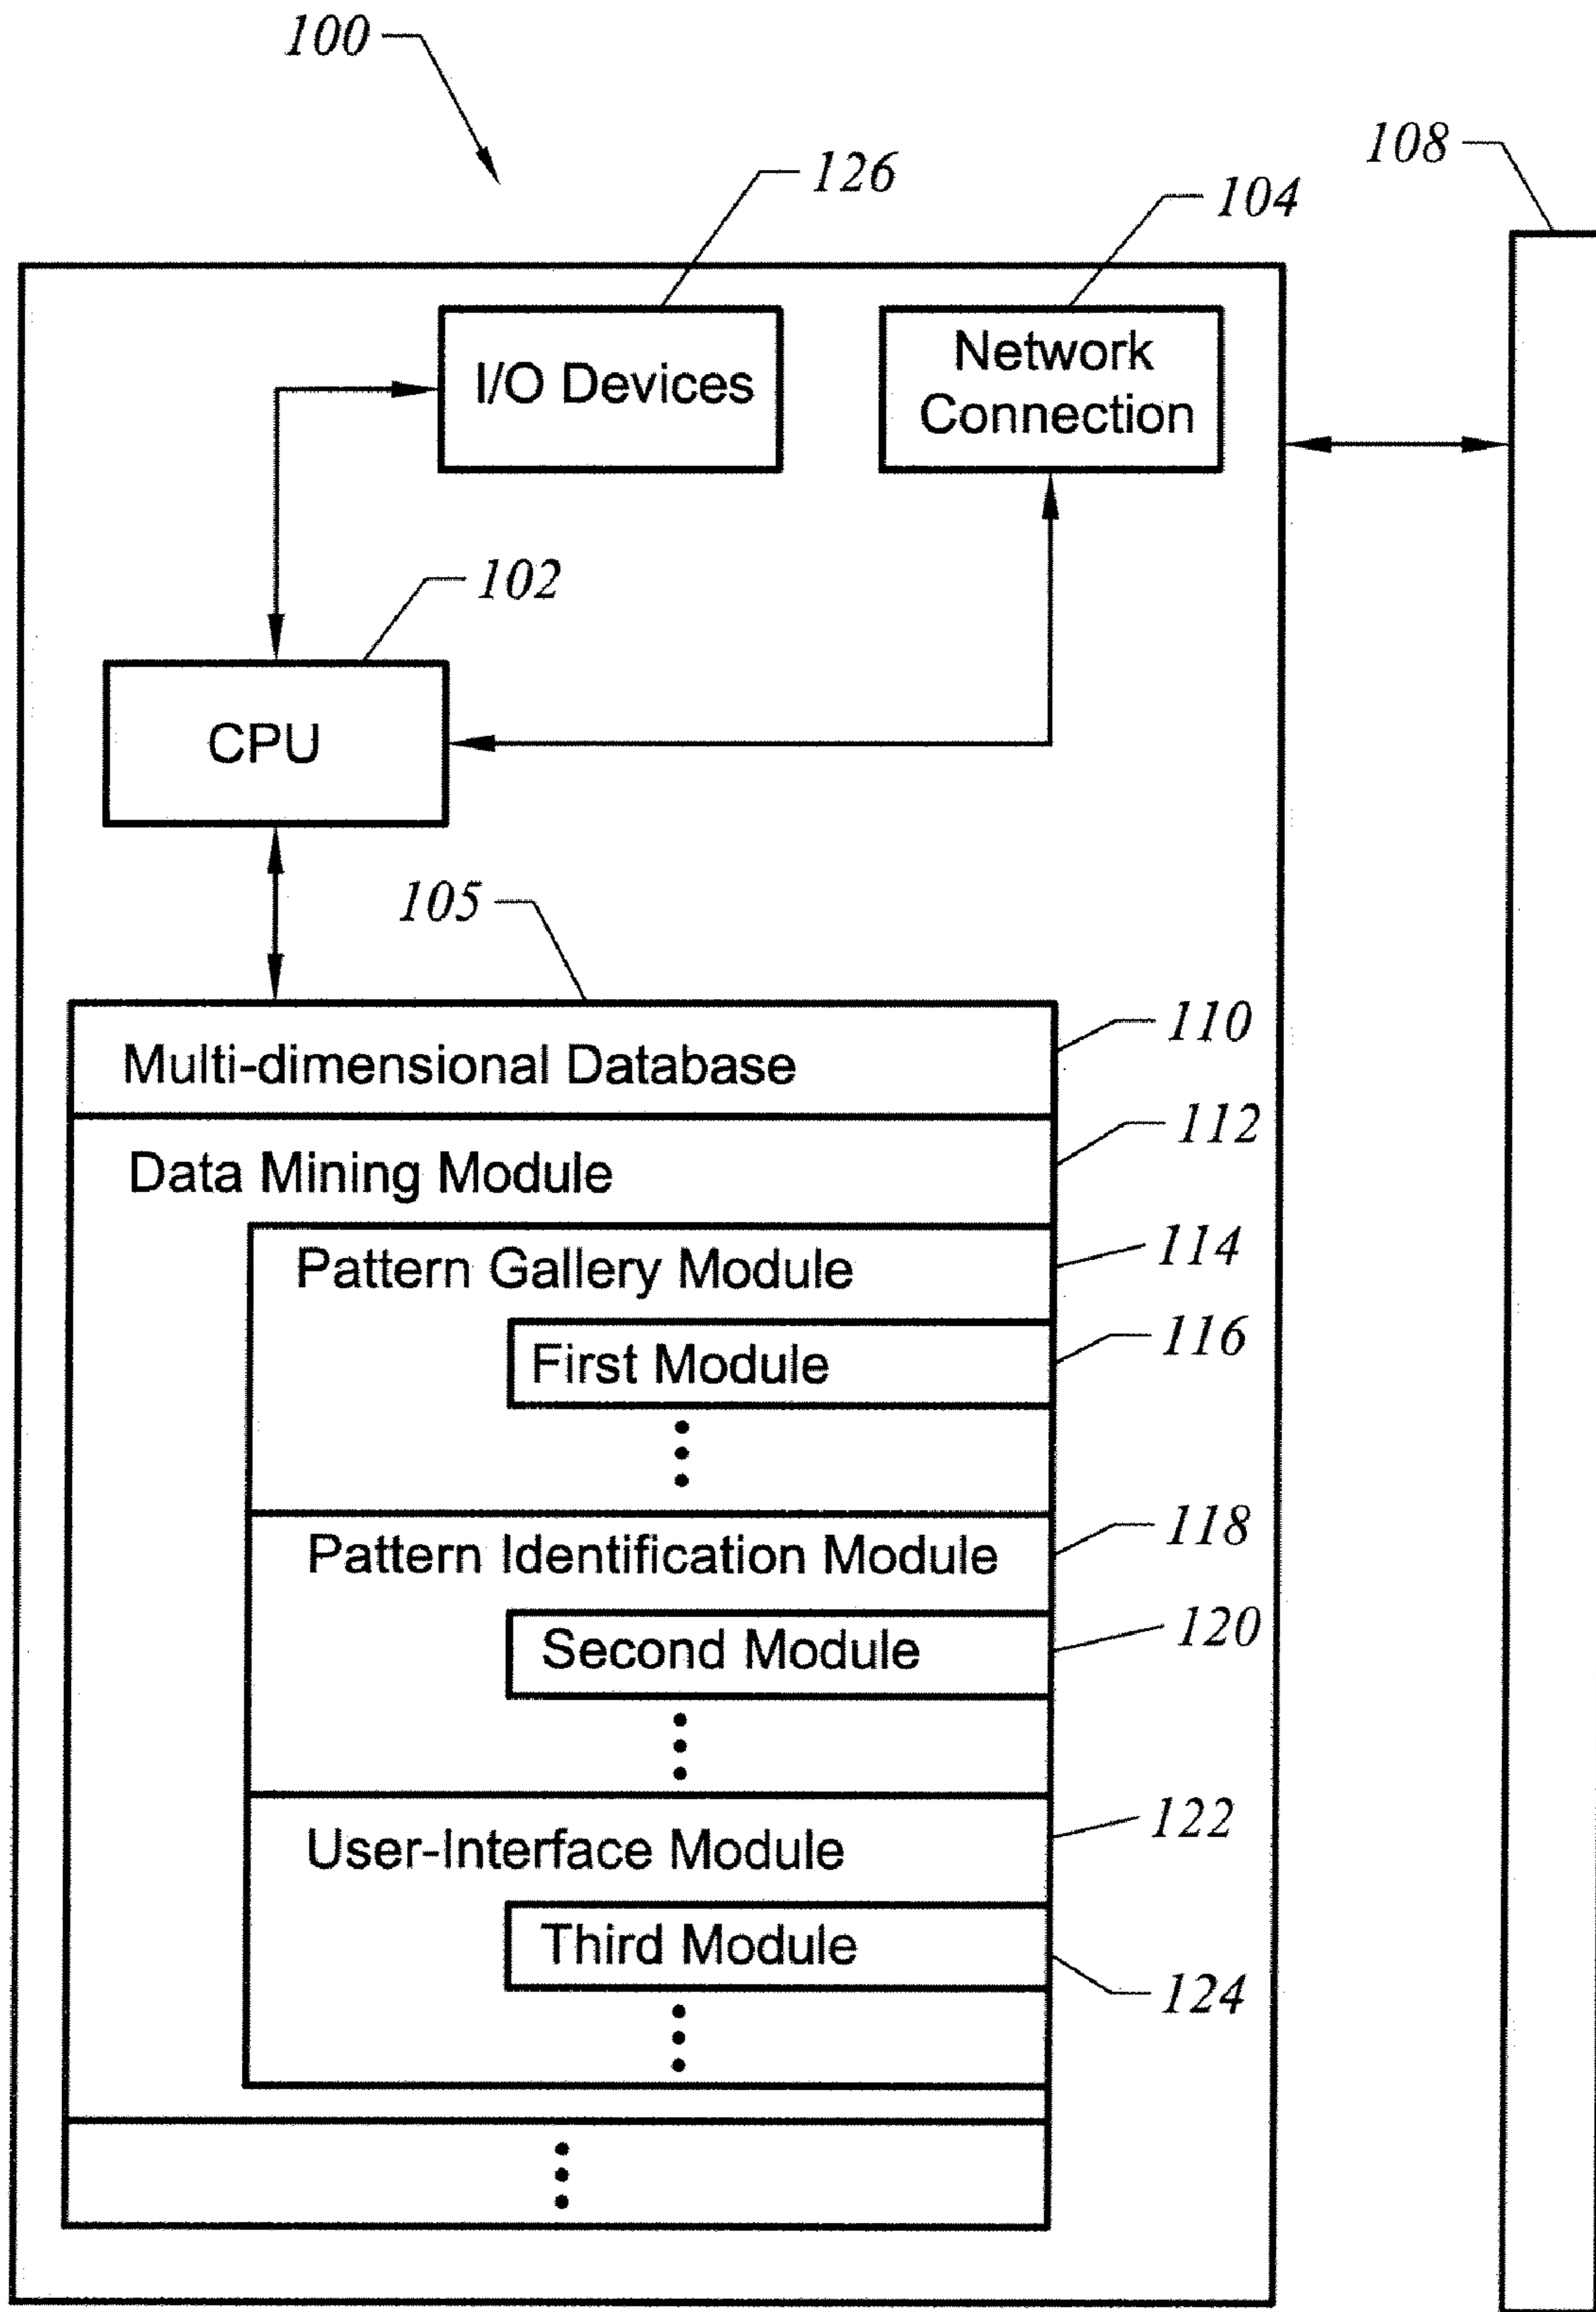 100
108
126
104
I/O Devices
Network
Connection
102
CPU
105
110
Multi-dimensional Database
112
Data Mining Module
114
Pattern Gallery Module
116
First Module
118
Pattern Identification Module
120
Second Module
122
User-Interface Module
Third Module
124